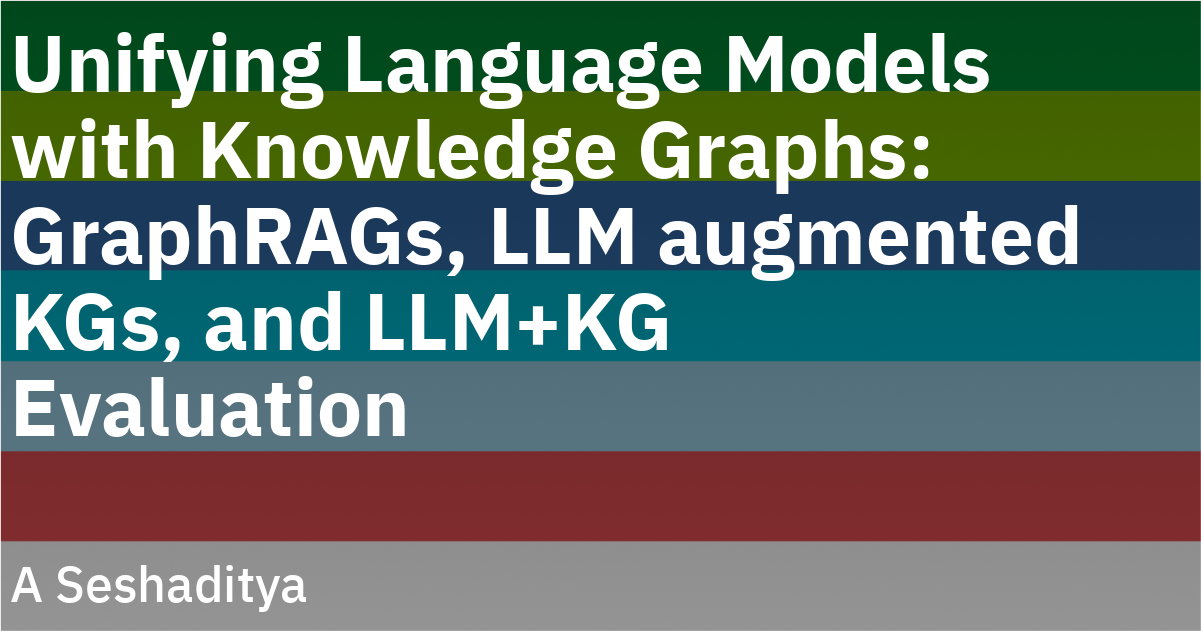 Unifying Language Models
with Knowledge Graphs:
GraphRAGs, LLM augmented
KGs, and LLM+KG
Evaluation
A Seshaditya